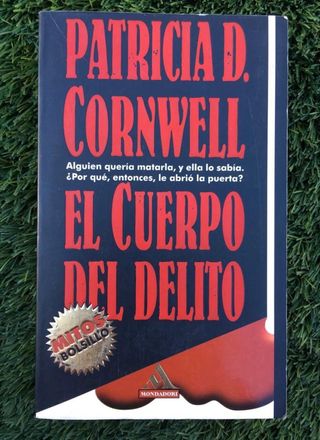 PATRICIA D.
CORNWELL
Alguien quería matarla, y ella lo sabía.
¿Por qué, entonces, le abrió la puerta?
EL CUERPO
DEL DELITO
MITOS
BOLSILLO
MONDADORI